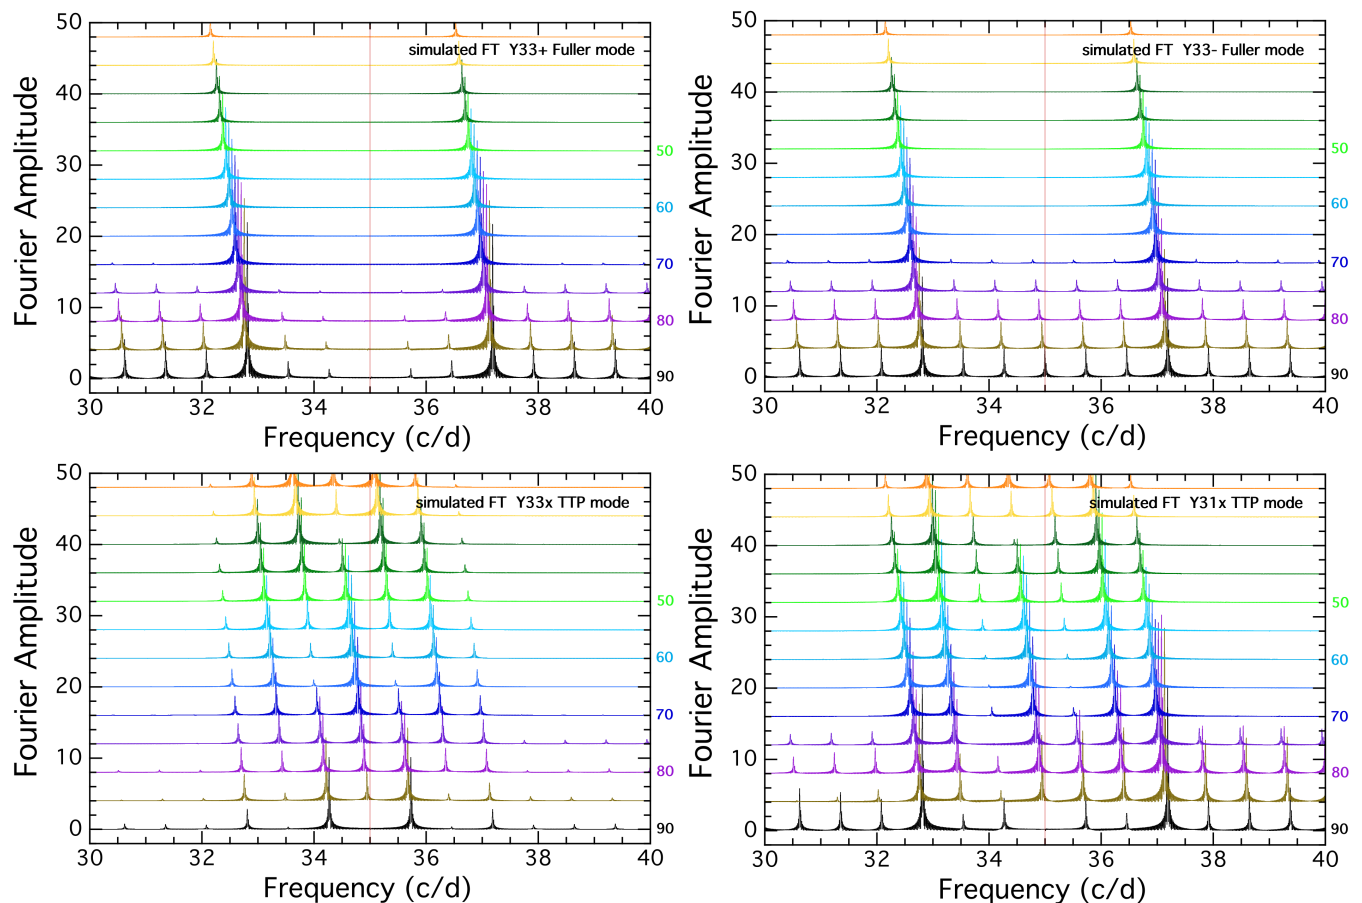 50
40
30
20
10
0
Fourier Amplitude
simulated FT Y33+ Fuller mode
50
60
70
80
90
30 32 34 36 38 40
Frequency (c/d)
50
40
30
20
10
0
Fourier Amplitude
simulated FT Y33- Fuller mode
50
60
70
80
90
30 32 34 36 38 40
Frequency (c/d)
50
40
30
20
10
0
Fourier Amplitude
simulated FT Y33x TTP mode
50
60
70
80
90
30 32 34 36 38 40
Frequency (c/d)
50
40
30
20
10
0
Fourier Amplitude
simulated FT Y31x TTP mode
50
60
70
80
90
30 32 34 36 38 40
Frequency (c/d)